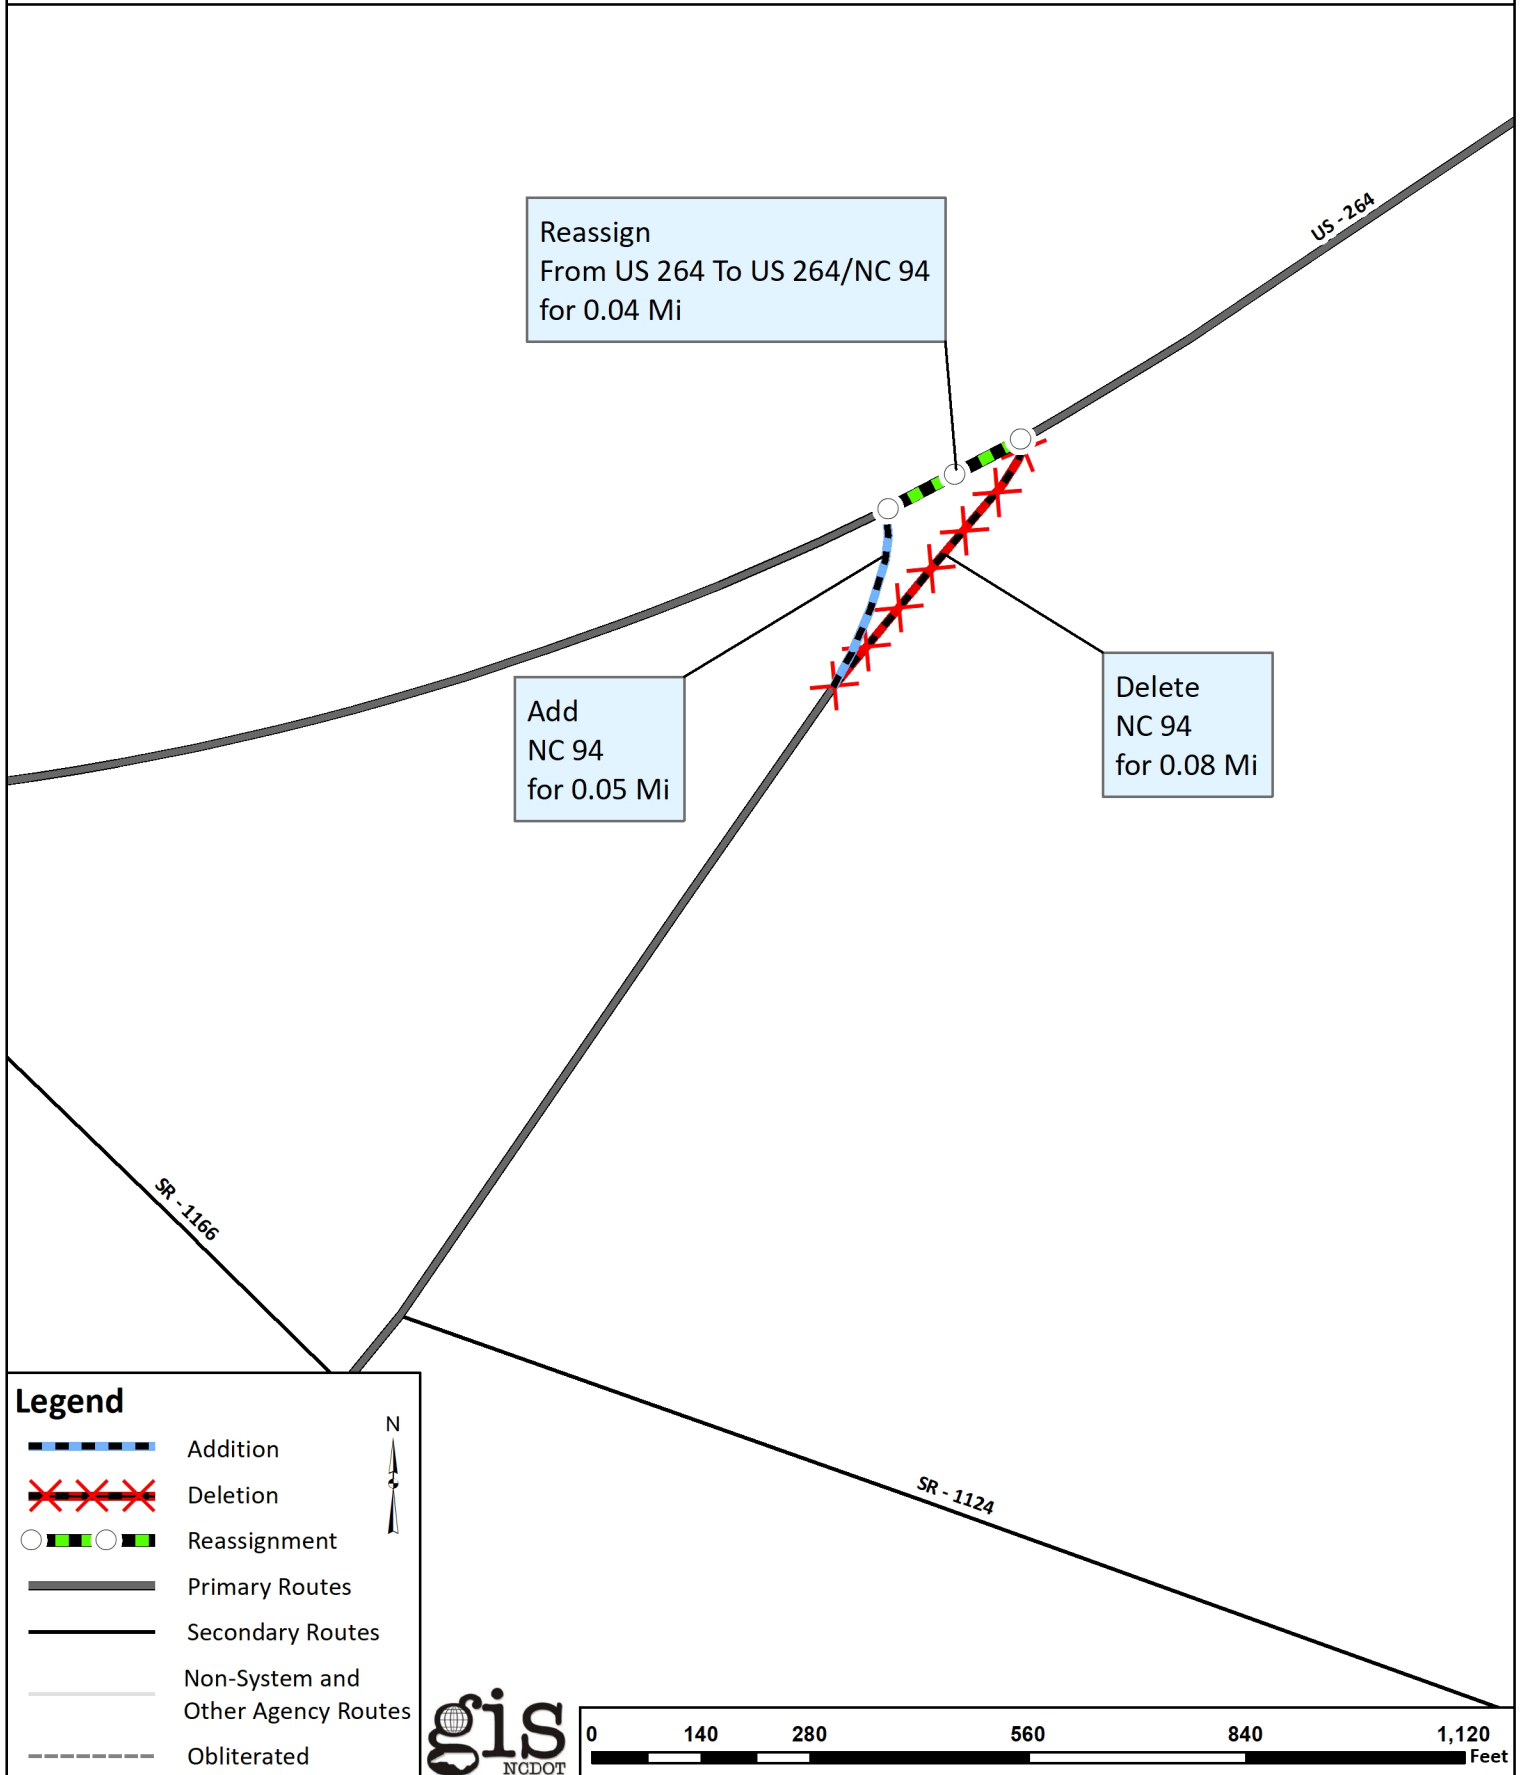 US - 264
Reassign
From US 264 To US 264/NC 94
for 0.04 Mi
Add
NC 94
for 0.05 Mi
Delete
NC 94
for 0.08 Mi
SR - 1166
SR - 1124
Legend
N
Addition
Deletion
Reassignment
Primary Routes
Secondary Routes
Non-System and
Other Agency Routes
Obliterated
gis
NCDOT
0 140 280 560 840 1,120
Feet